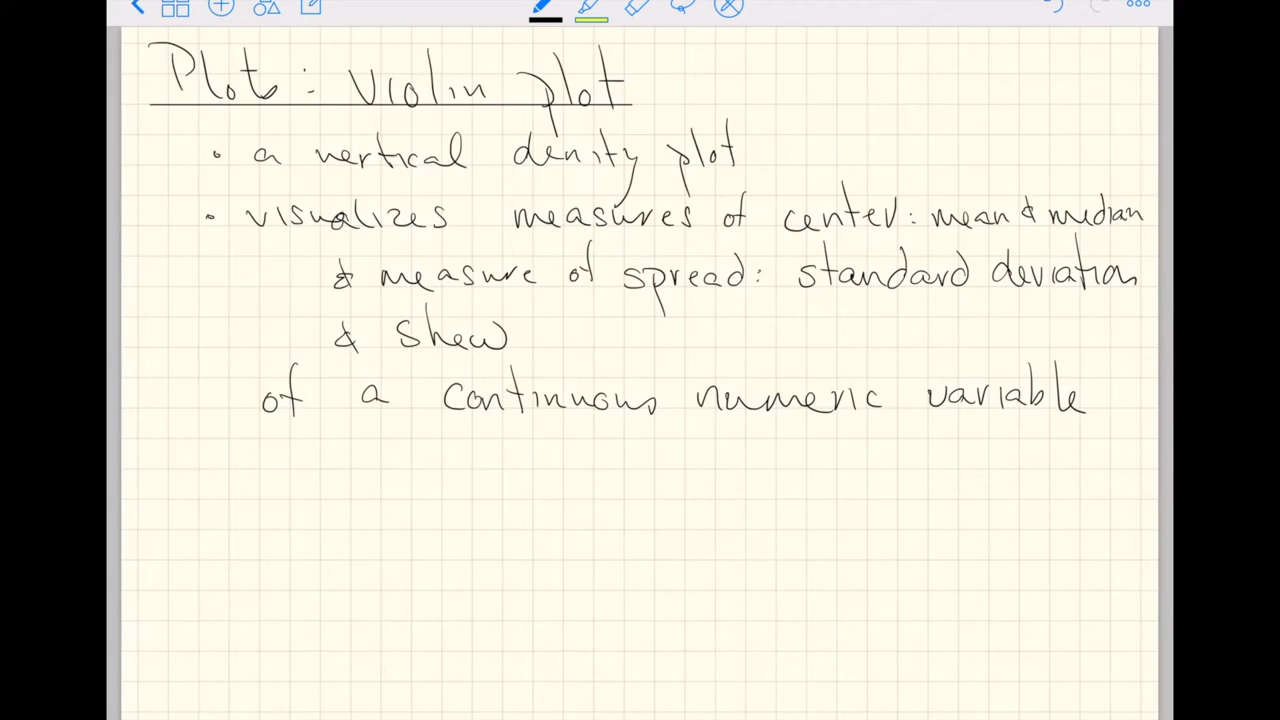 Plots: violin plot
• a vertical density plot
• visualizes measures of center: mean & median
& measure of spread: standard deviation
& skew
of a continuous numeric variable